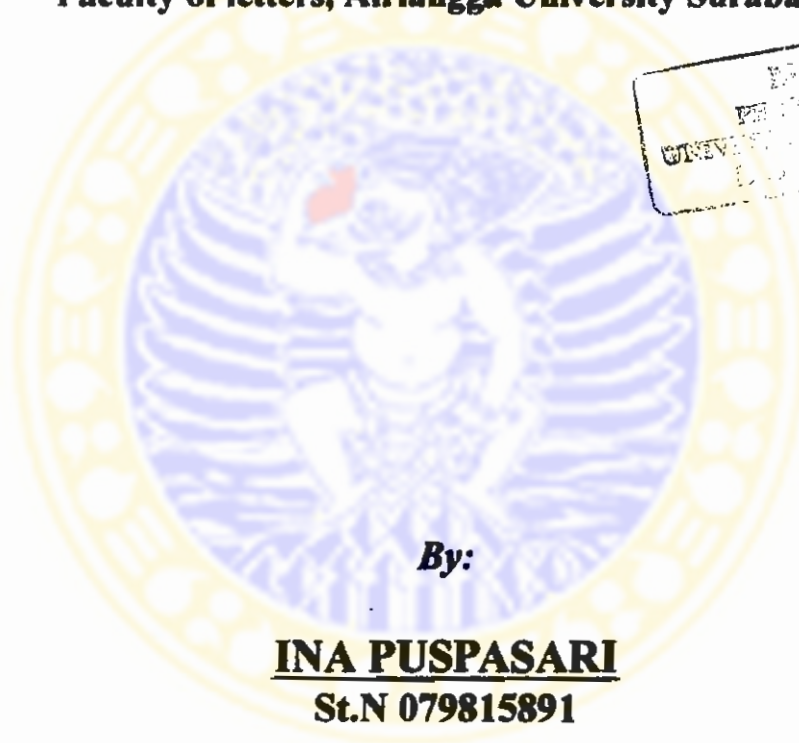 Faculty of letters, Airlangga University
By:
INA PUSPASARI
St.N 079815891